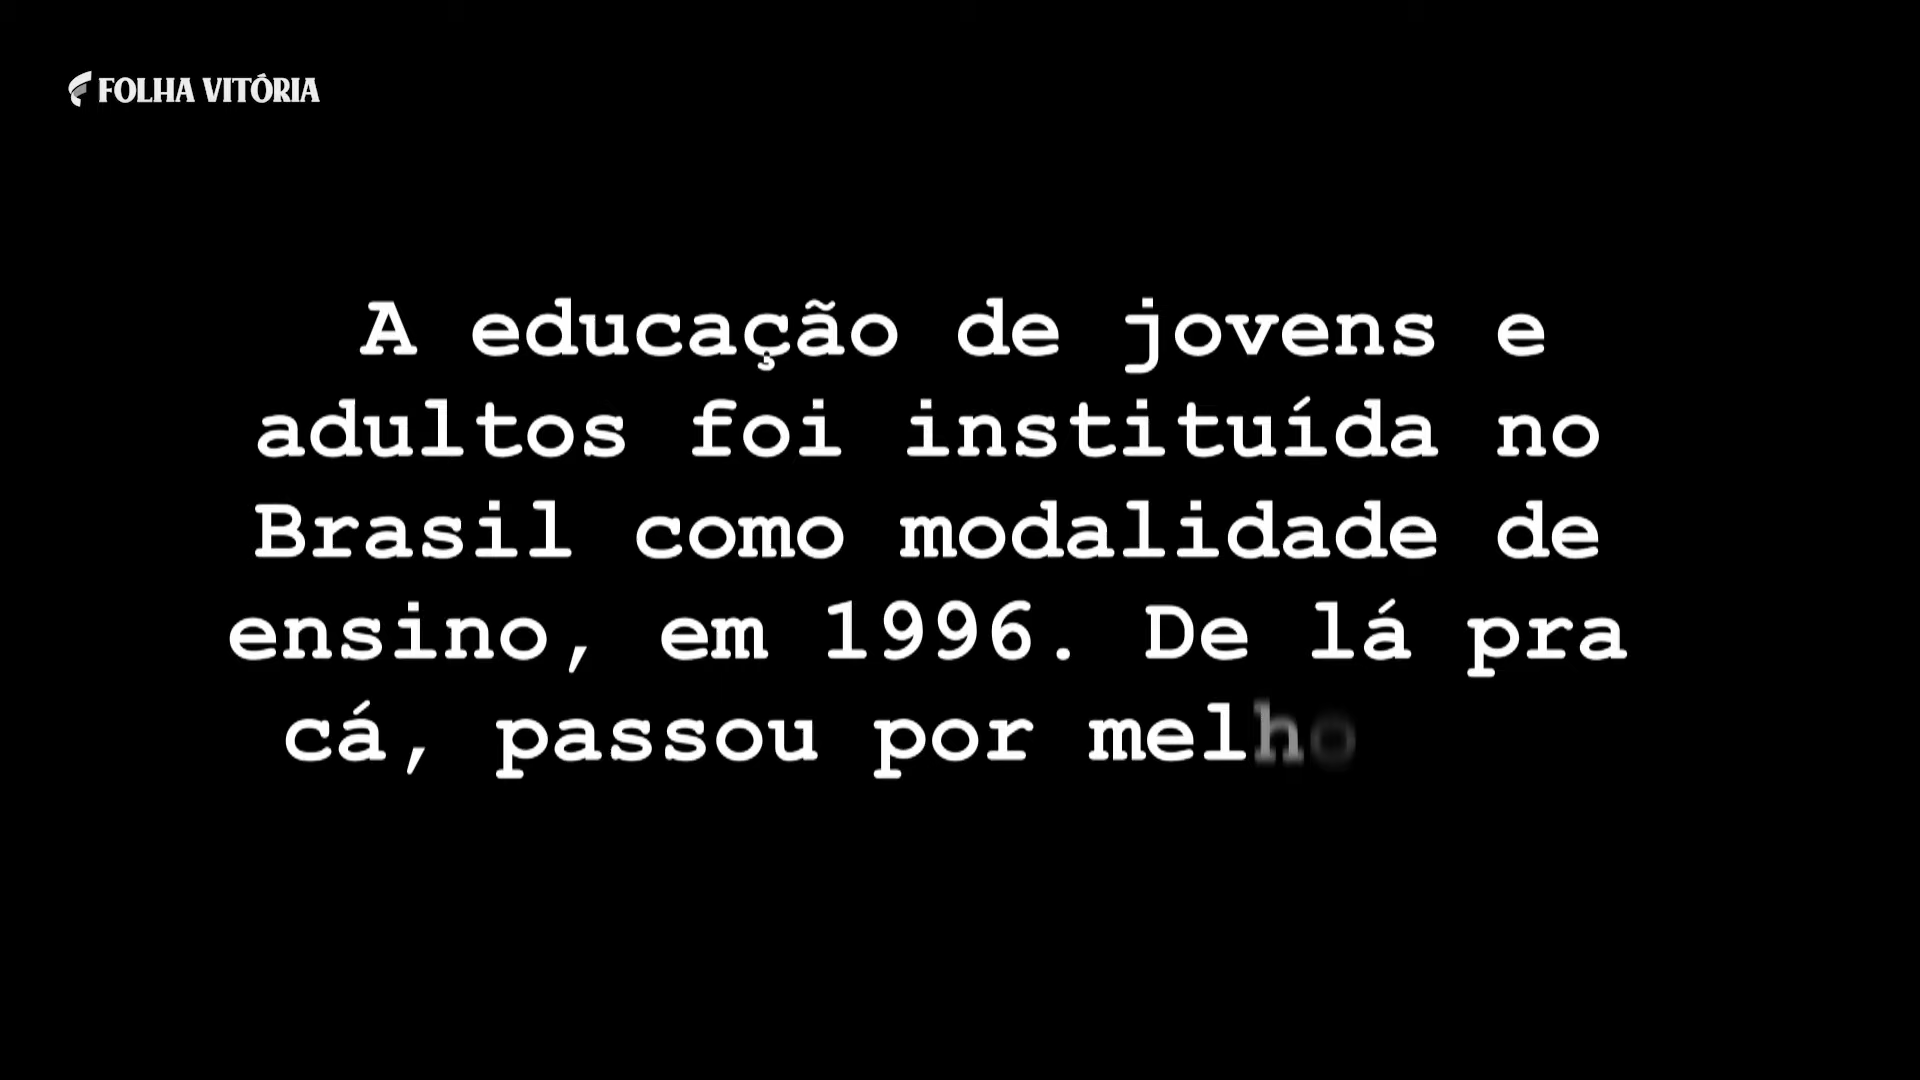 FOLHA VITÓRIA
A educação de jovens e
adultos foi instituída no
Brasil como modalidade de
ensino, em 1996. De lá pra
cá, passou por melho